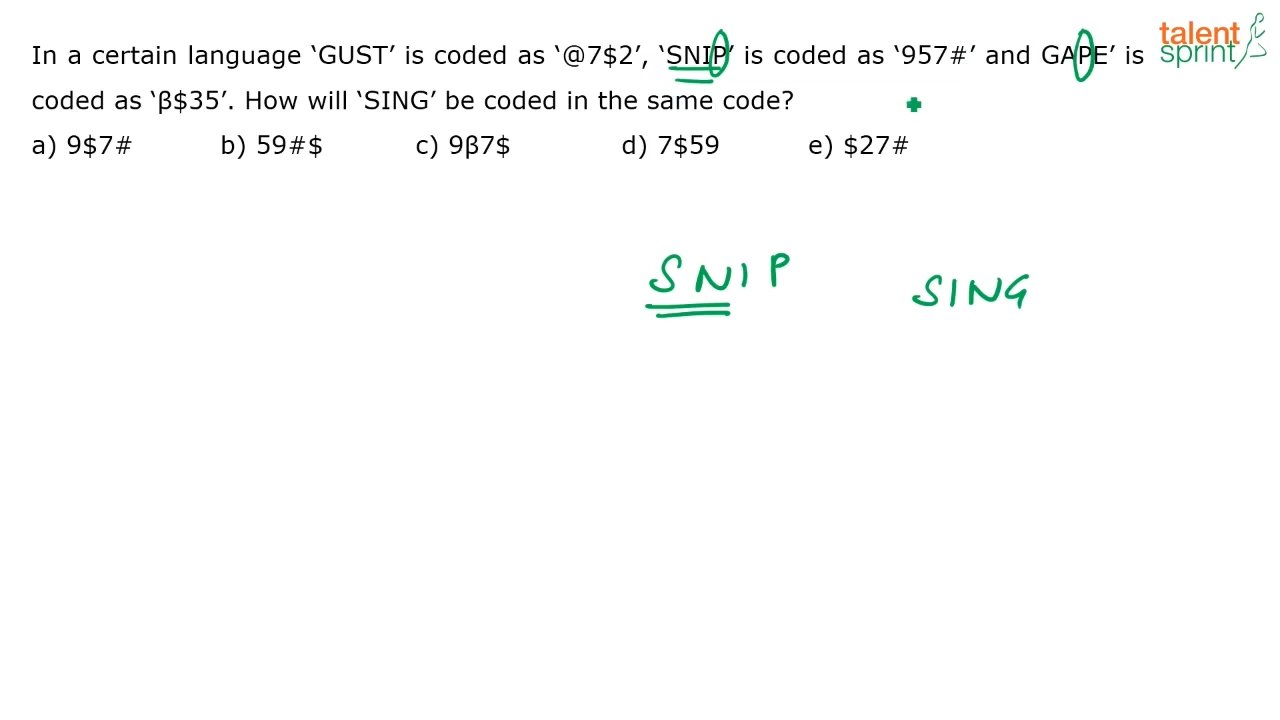 talent
sprint
In a certain language ‘GUST’ is coded as ‘@7$2’, ‘SNIP’ is coded as ‘957#’ and GAPE’ is
coded as ‘β$35’. How will ‘SING’ be coded in the same code?
a) 9$7# b) 59#$ c) 9β7$ d) 7$59 e) $27#
SNIP SING